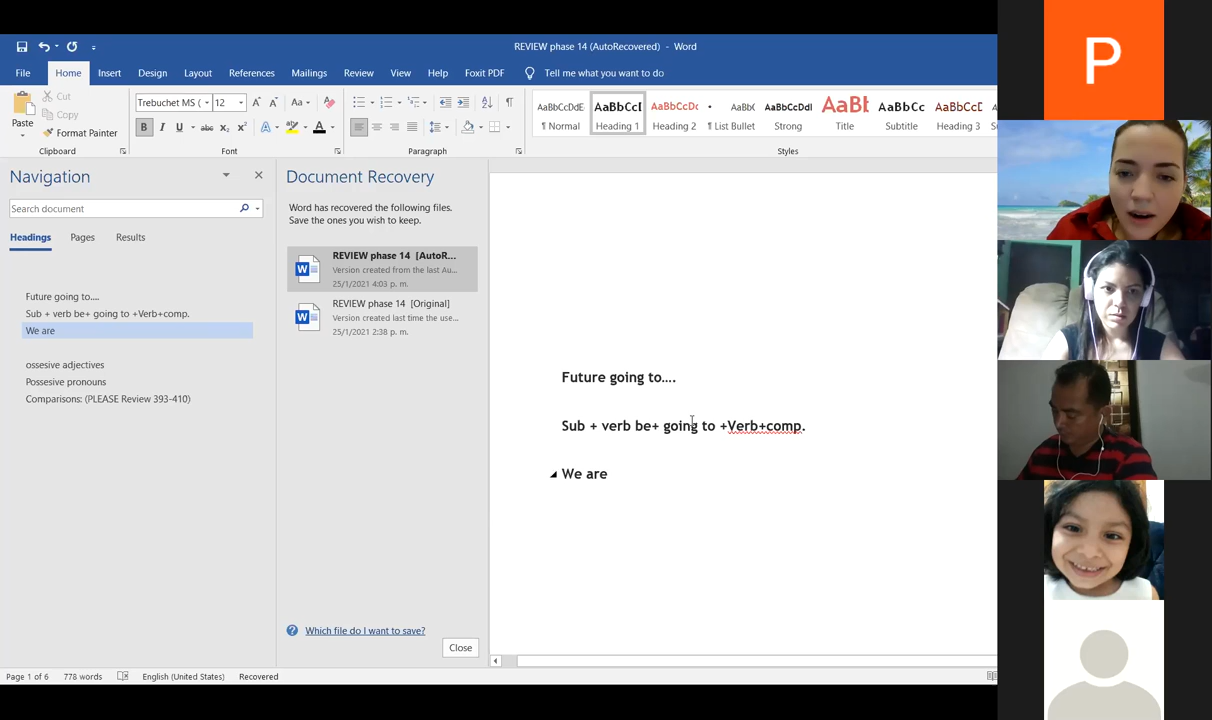 REVIEW phase 14 (AutoRecovered) - Word
File Home Insert Design Layout References Mailings Review View Help Foxit PDF Tell me what you want to do
Paste
Cut
Copy
Format Painter
Clipboard
Trebuchet MS ( 12
Font
Paragraph
AaBbCcDdE ¶ Normal
AaBbCcI Heading 1
AaBbCcDc Heading 2
AaBb( ¶ List Bullet
AaBbCcDdI Strong
AaBl Title
AaBbCc Subtitle
AaBbCcD Heading 3
Styles
Navigation
Search document
Headings Pages Results
Future going to....
Sub + verb be+ going to +Verb+comp.
We are
ossesive adjectives
Possesive pronouns
Comparisons: (PLEASE Review 393-410)
Document Recovery
Word has recovered the following files.
Save the ones you wish to keep.
REVIEW phase 14 [AutoR...
Version created from the last Au...
25/1/2021 4:03 p. m.
REVIEW phase 14 [Original]
Version created last time the use...
25/1/2021 2:38 p. m.
Which file do I want to save?
Close
Future going to….
Sub + verb be+ going to +Verb+comp.
We are
Page 1 of 6 778 words English (United States) Recovered
P